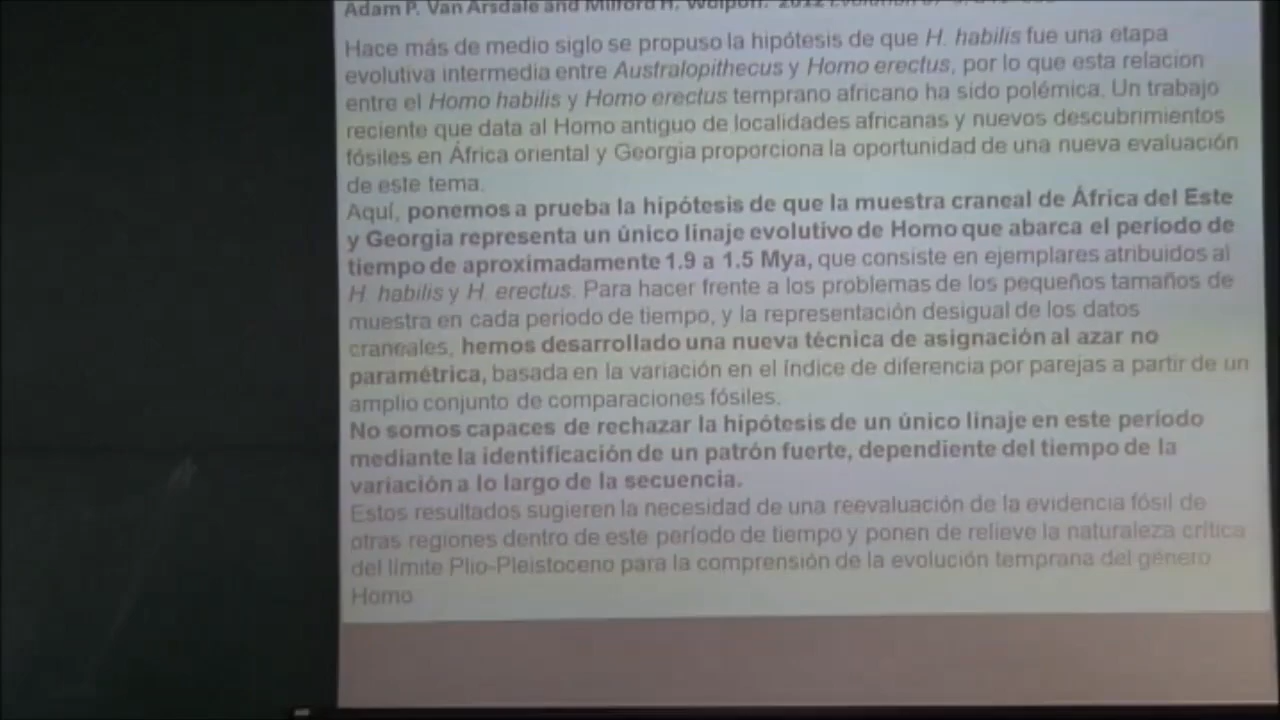 Adam P. Van Arsdale and Milford H. Wolpoff. 2012 Evolution
Hace más de medio siglo se propuso la hipótesis de que H. habilis fue una etapa
evolutiva intermedia entre Australopithecus y Homo erectus, por lo que esta relacion
entre el Homo habilis y Homo erectus temprano africano ha sido polémica. Un trabajo
reciente que data al Homo antiguo de localidades africanas y nuevos descubrimientos
fósiles en África oriental y Georgia proporciona la oportunidad de una nueva evaluación
de este tema.
Aquí, ponemos a prueba la hipótesis de que la muestra craneal de África del Este
y Georgia representa un único linaje evolutivo de Homo que abarca el período de
tiempo de aproximadamente 1.9 a 1.5 Mya, que consiste en ejemplares atribuidos al
H. habilis y H. erectus. Para hacer frente a los problemas de los pequeños tamaños de
muestra en cada período de tiempo, y la representación desigual de los datos
craneales, hemos desarrollado una nueva técnica de asignación al azar no
paramétrica, basada en la variación en el índice de diferencia por parejas a partir de un
amplio conjunto de comparaciones fósiles.
No somos capaces de rechazar la hipótesis de un único linaje en este período
mediante la identificación de un patrón fuerte, dependiente del tiempo de la
variación a lo largo de la secuencia.
Estos resultados sugieren la necesidad de una reevaluación de la evidencia fósil de
otras regiones dentro de este período de tiempo y ponen de relieve la naturaleza crítica
del límite Plio-Pleistoceno para la comprensión de la evolución temprana del género
Homo